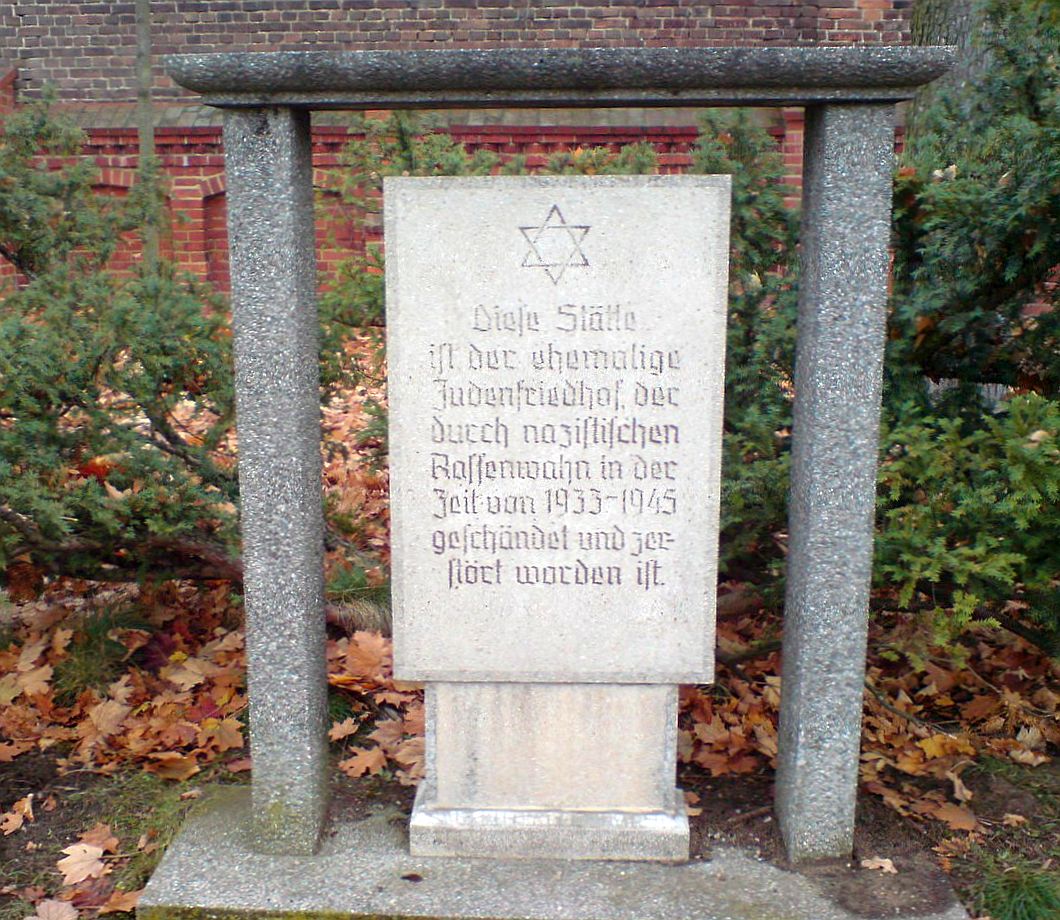 Diese Stätte
ist der ehemalige
Judenfriedhof, der
durch nazistischen
Rassenwahn in der
Zeit von 1933-1945
geschändet und zer-
stört worden ist.